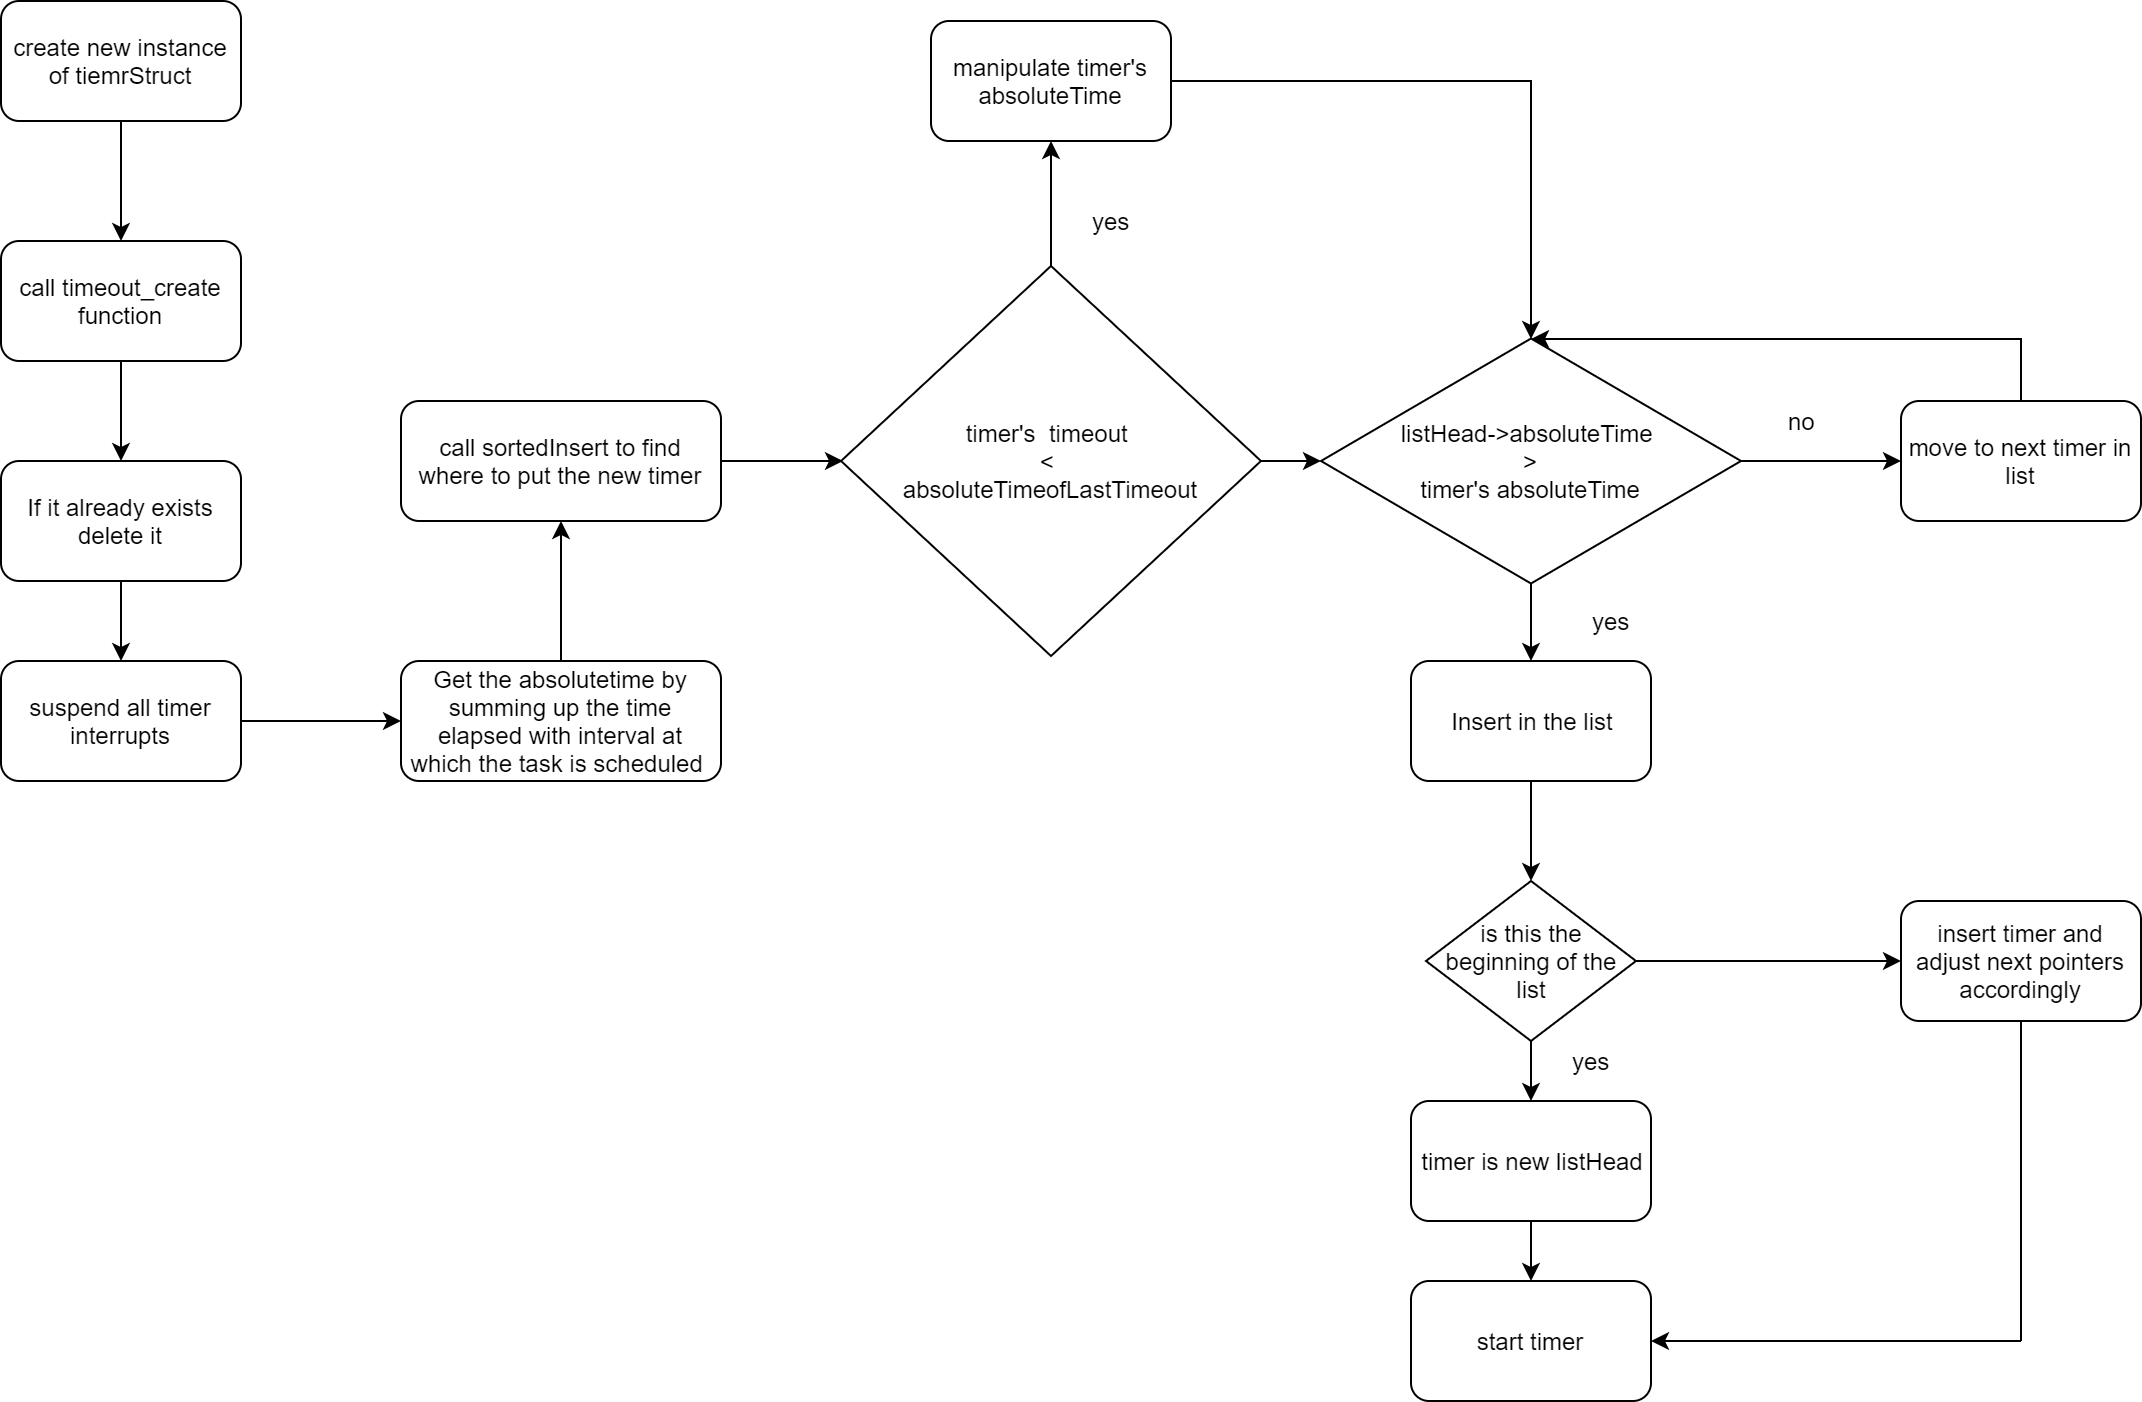 create new instance
of tiemrStruct
call timeout_create
function
If it already exists
delete it
suspend all timer
interrupts
Get the absolutetime by
summing up the time
elapsed with interval at
which the task is scheduled
call sortedInsert to find
where to put the new timer
timer's  timeout
<
absoluteTimeofLastTimeout
yes
manipulate timer's
absoluteTime
listHead->absoluteTime
>
timer's absoluteTime
no
move to next timer in
list
yes
Insert in the list
is this the
beginning of the
list
insert timer and
adjust next pointers
accordingly
yes
timer is new listHead
start timer